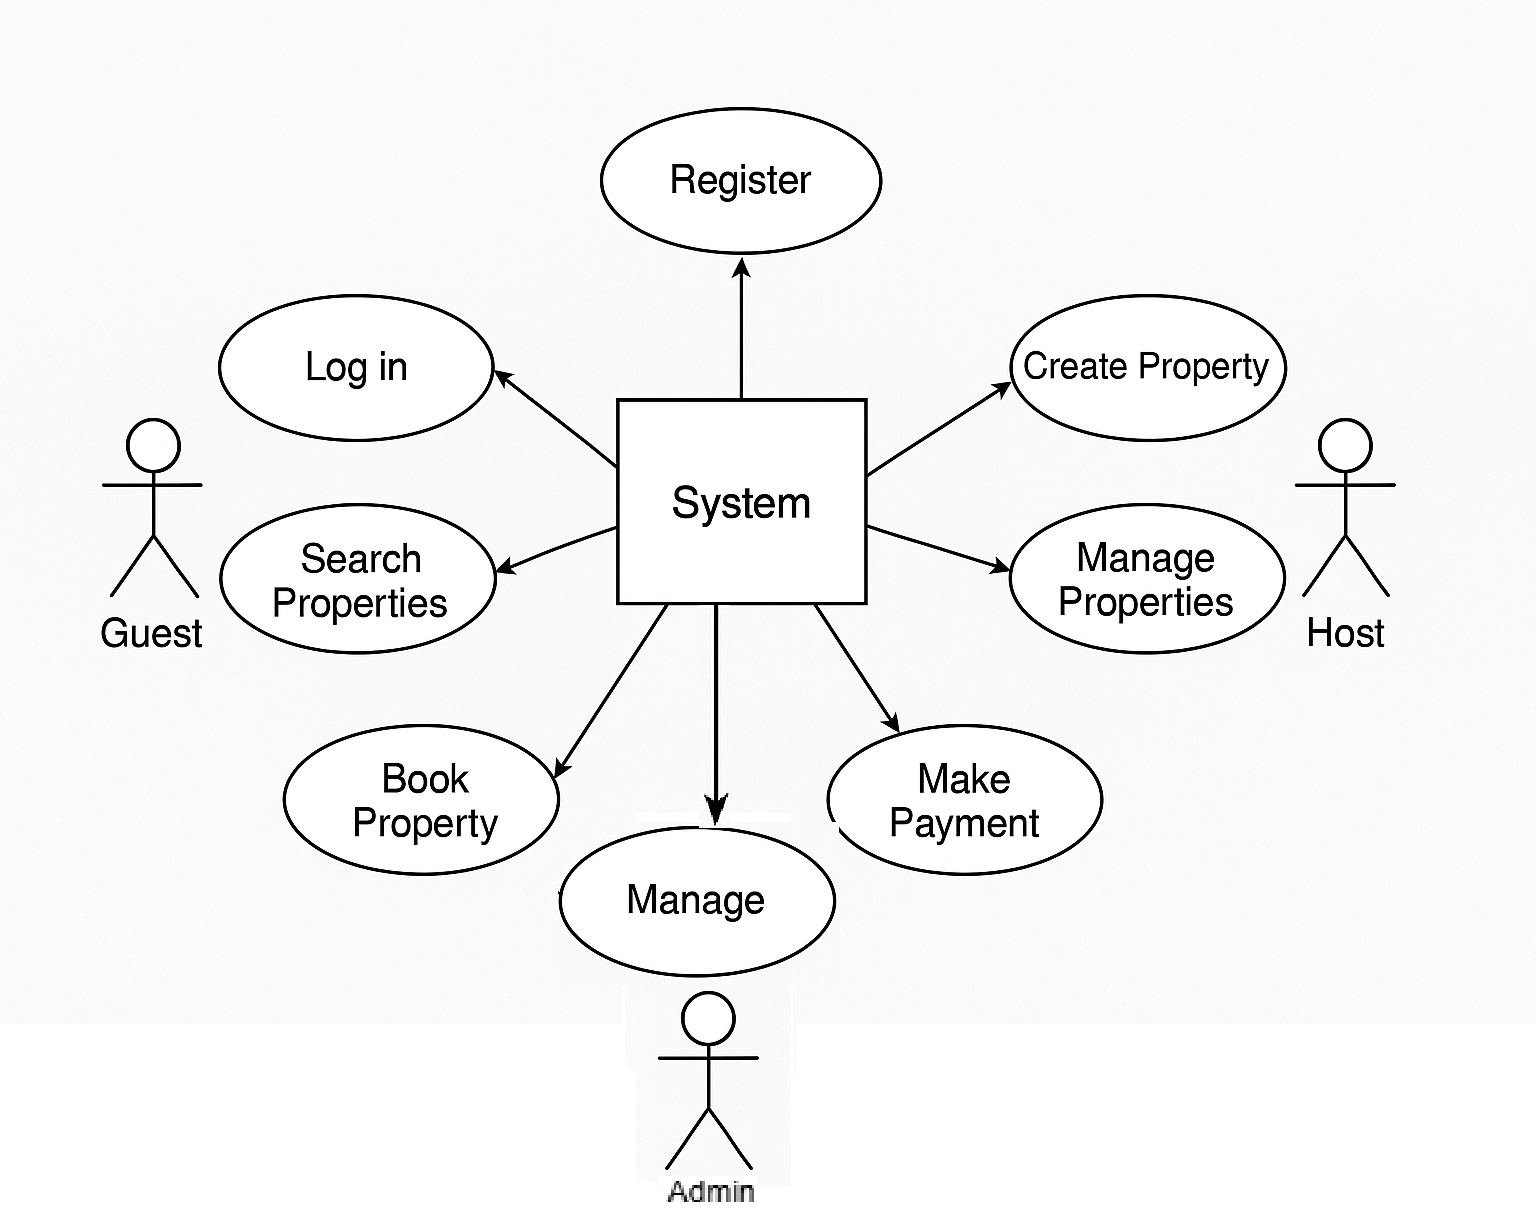 Register
Log in
Create Property
System
Search
Properties
Manage
Properties
Guest
Host
Book
Property
Make
Payment
Manage
Admin